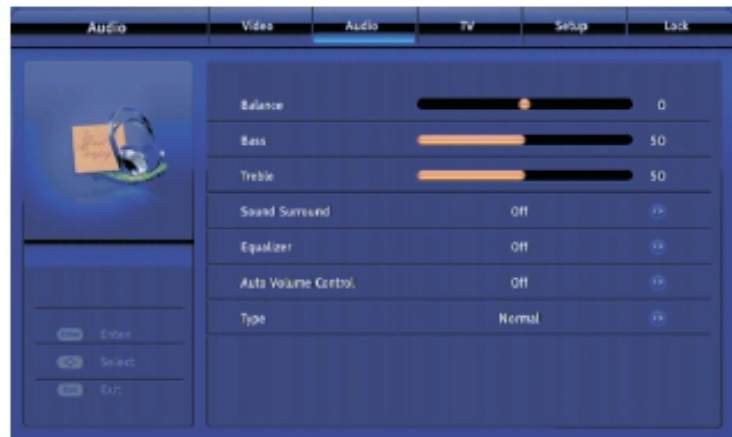 Audio Video Audio TV Setup Lock
Balance 0
Bass 50
Treble 50
Sound Surround Off
Equalizer Off
Auto Volume Control Off
Type Normal
Enter
Select
Exit